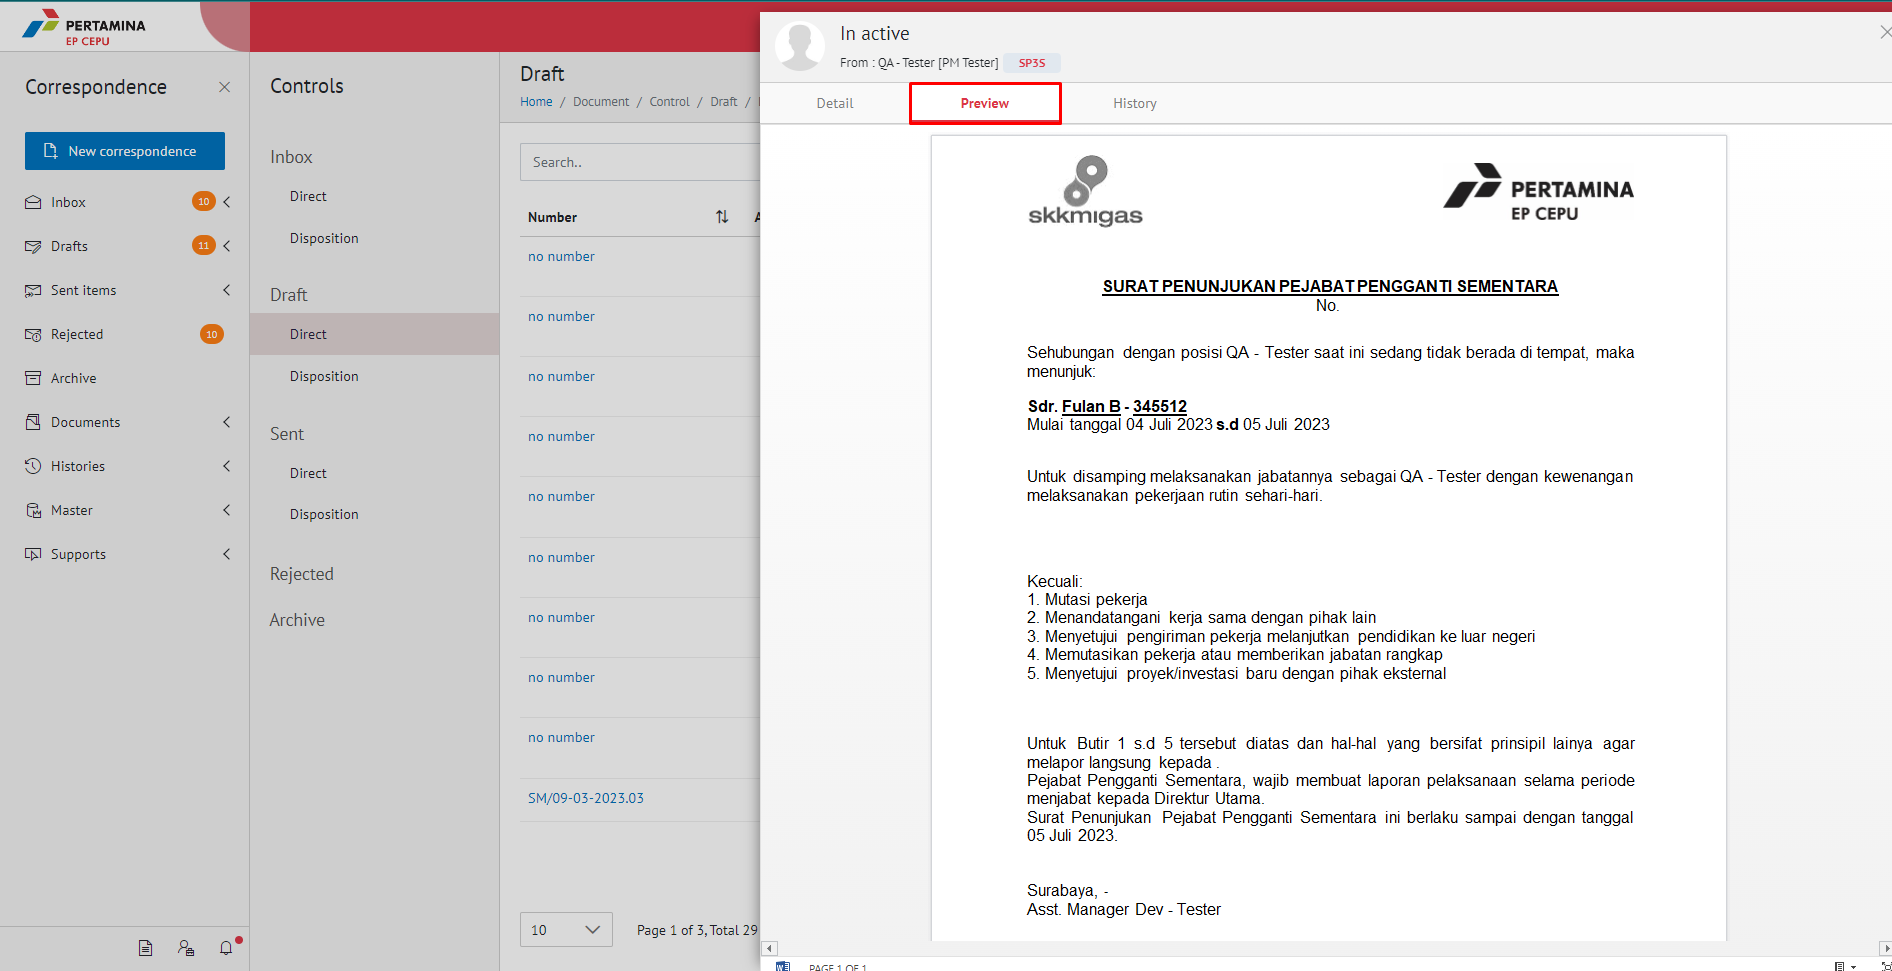 PERTAMINA
EP CEPU
Correspondence
New correspondence
Inbox 10
Drafts 11
Sent items
Rejected 10
Archive
Documents
Histories
Master
Supports
Controls
Inbox
Direct
Disposition
Draft
Direct
Disposition
Sent
Direct
Disposition
Rejected
Archive
Draft
Home / Document / Control / Draft /
Search..
Number
no number
no number
no number
no number
no number
no number
no number
no number
no number
SM/09-03-2023.03
10 Page 1 of 3, Total 29
In active
From : QA - Tester [PM Tester] SP3S
Detail Preview History
skkmigas
PERTAMINA
EP CEPU
SURAT PENUNJUKAN PEJABAT PENGGANTI SEMENTARA
No.
Sehubungan dengan posisi QA - Tester saat ini sedang tidak berada di tempat, maka
menunjuk:
Sdr. Fulan B - 345512
Mulai tanggal 04 Juli 2023 s.d 05 Juli 2023
Untuk disamping melaksanakan jabatannya sebagai QA - Tester dengan kewenangan
melaksanakan pekerjaan rutin sehari-hari.
Kecuali:
1. Mutasi pekerja
2. Menandatangani kerja sama dengan pihak lain
3. Menyetujui pengiriman pekerja melanjutkan pendidikan ke luar negeri
4. Memutasikan pekerja atau memberikan jabatan rangkap
5. Menyetujui proyek/investasi baru dengan pihak eksternal
Untuk Butir 1 s.d 5 tersebut diatas dan hal-hal yang bersifat prinsipil lainya agar
melapor langsung kepada .
Pejabat Pengganti Sementara, wajib membuat laporan pelaksanaan selama periode
menjabat kepada Direktur Utama.
Surat Penunjukan Pejabat Pengganti Sementara ini berlaku sampai dengan tanggal
05 Juli 2023.
Surabaya, -
Asst. Manager Dev - Tester
PAGE 1 OF 1